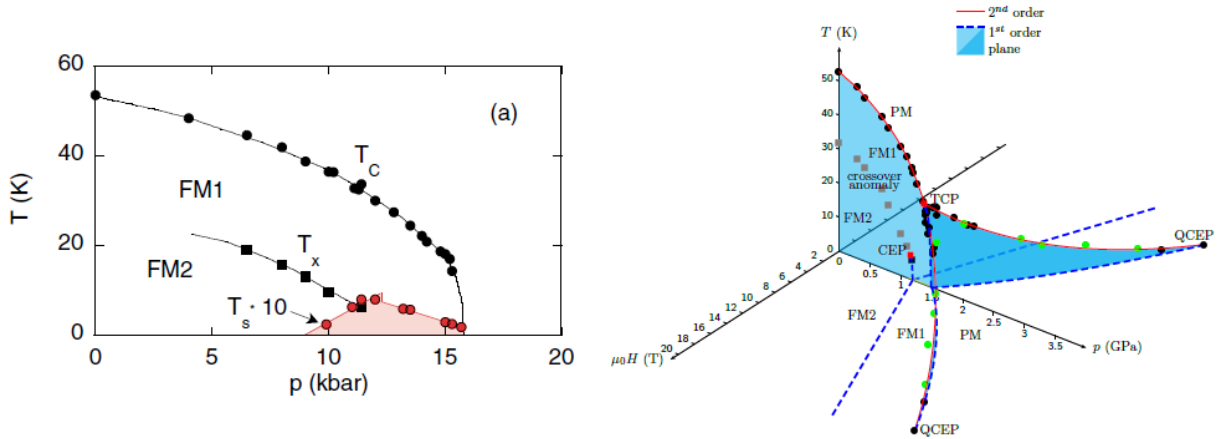 60
40
20
0
T (K)
(a)
T_C
FM1
T_x
FM2
T_s · 10
0 5 10 15 20
p (kbar)
2nd order
1st order
plane
T (K)
50
40
30
20
10
0
PM
FM1
crossover
anomaly
FM2
TCP
CEP
QCEP
0 0.5 1 1.5 2 2.5 3 3.5
p (GPa)
2
4
6
8
10
12
14
16
18
20
μ0H (T)
FM2
FM1
PM
QCEP